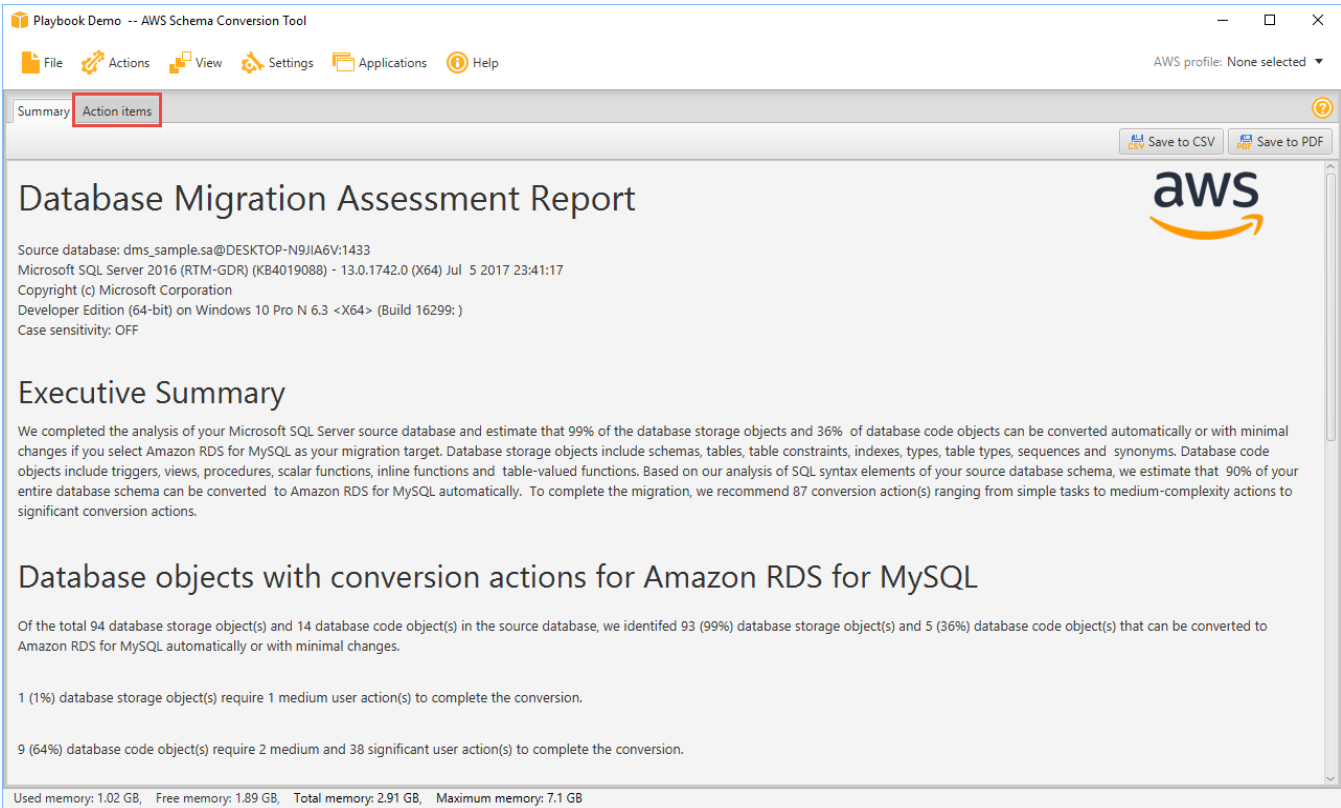 Playbook Demo -- AWS Schema Conversion Tool
File Actions View Settings Applications Help AWS profile: None selected
Summary Action items
CSV Save to CSV PDF Save to PDF
aws
Database Migration Assessment Report
Source database: dms_sample.sa@DESKTOP-N9JIA6V:1433
Microsoft SQL Server 2016 (RTM-GDR) (KB4019088) - 13.0.1742.0 (X64) Jul 5 2017 23:41:17
Copyright (c) Microsoft Corporation
Developer Edition (64-bit) on Windows 10 Pro N 6.3 <X64> (Build 16299: )
Case sensitivity: OFF
Executive Summary
We completed the analysis of your Microsoft SQL Server source database and estimate that 99% of the database storage objects and 36% of database code objects can be converted automatically or with minimal
changes if you select Amazon RDS for MySQL as your migration target. Database storage objects include schemas, tables, table constraints, indexes, types, table types, sequences and synonyms. Database code
objects include triggers, views, procedures, scalar functions, inline functions and table-valued functions. Based on our analysis of SQL syntax elements of your source database schema, we estimate that 90% of your
entire database schema can be converted to Amazon RDS for MySQL automatically. To complete the migration, we recommend 87 conversion action(s) ranging from simple tasks to medium-complexity actions to
significant conversion actions.
Database objects with conversion actions for Amazon RDS for MySQL
Of the total 94 database storage object(s) and 14 database code object(s) in the source database, we identifed 93 (99%) database storage object(s) and 5 (36%) database code object(s) that can be converted to
Amazon RDS for MySQL automatically or with minimal changes.
1 (1%) database storage object(s) require 1 medium user action(s) to complete the conversion.
9 (64%) database code object(s) require 2 medium and 38 significant user action(s) to complete the conversion.
Used memory: 1.02 GB, Free memory: 1.89 GB, Total memory: 2.91 GB, Maximum memory: 7.1 GB